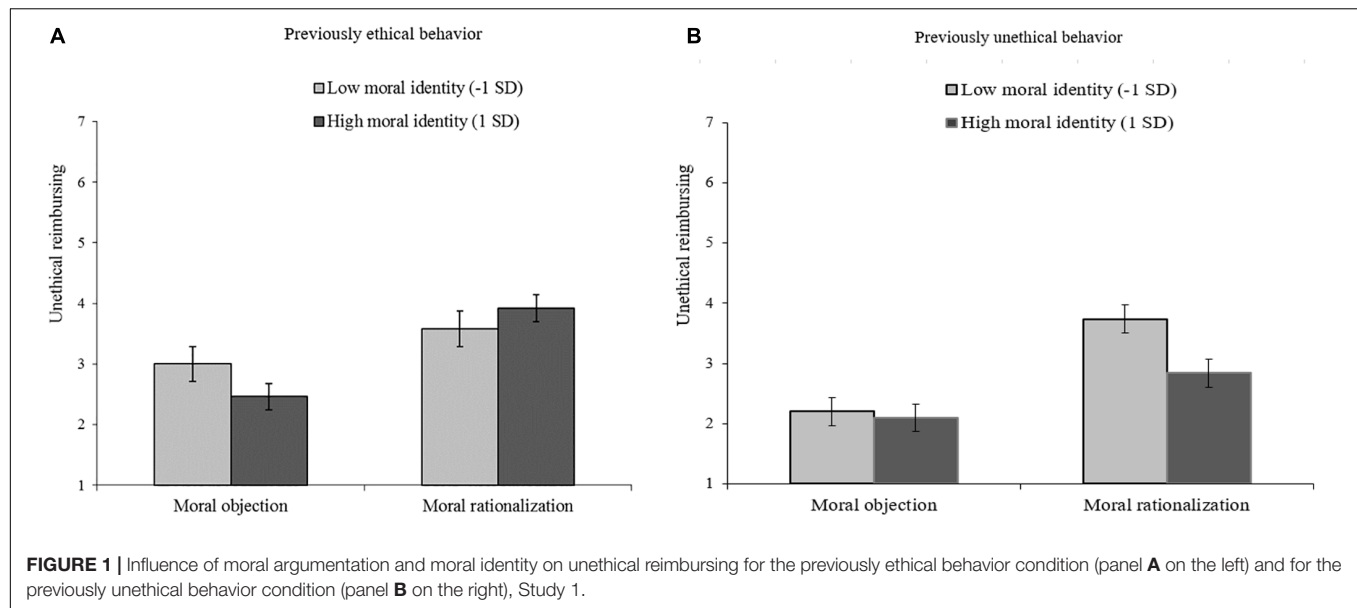 A
Previously ethical behavior
Low moral identity (-1 SD)
High moral identity (1 SD)
Unethical reimbursing
7
6
5
4
3
2
1
Moral objection
Moral rationalization
B
Previously unethical behavior
Low moral identity (-1 SD)
High moral identity (1 SD)
Unethical reimbursing
7
6
5
4
3
2
1
Moral objection
Moral rationalization
FIGURE 1 | Influence of moral argumentation and moral identity on unethical reimbursing for the previously ethical behavior condition (panel A on the left) and for the
previously unethical behavior condition (panel B on the right), Study 1.